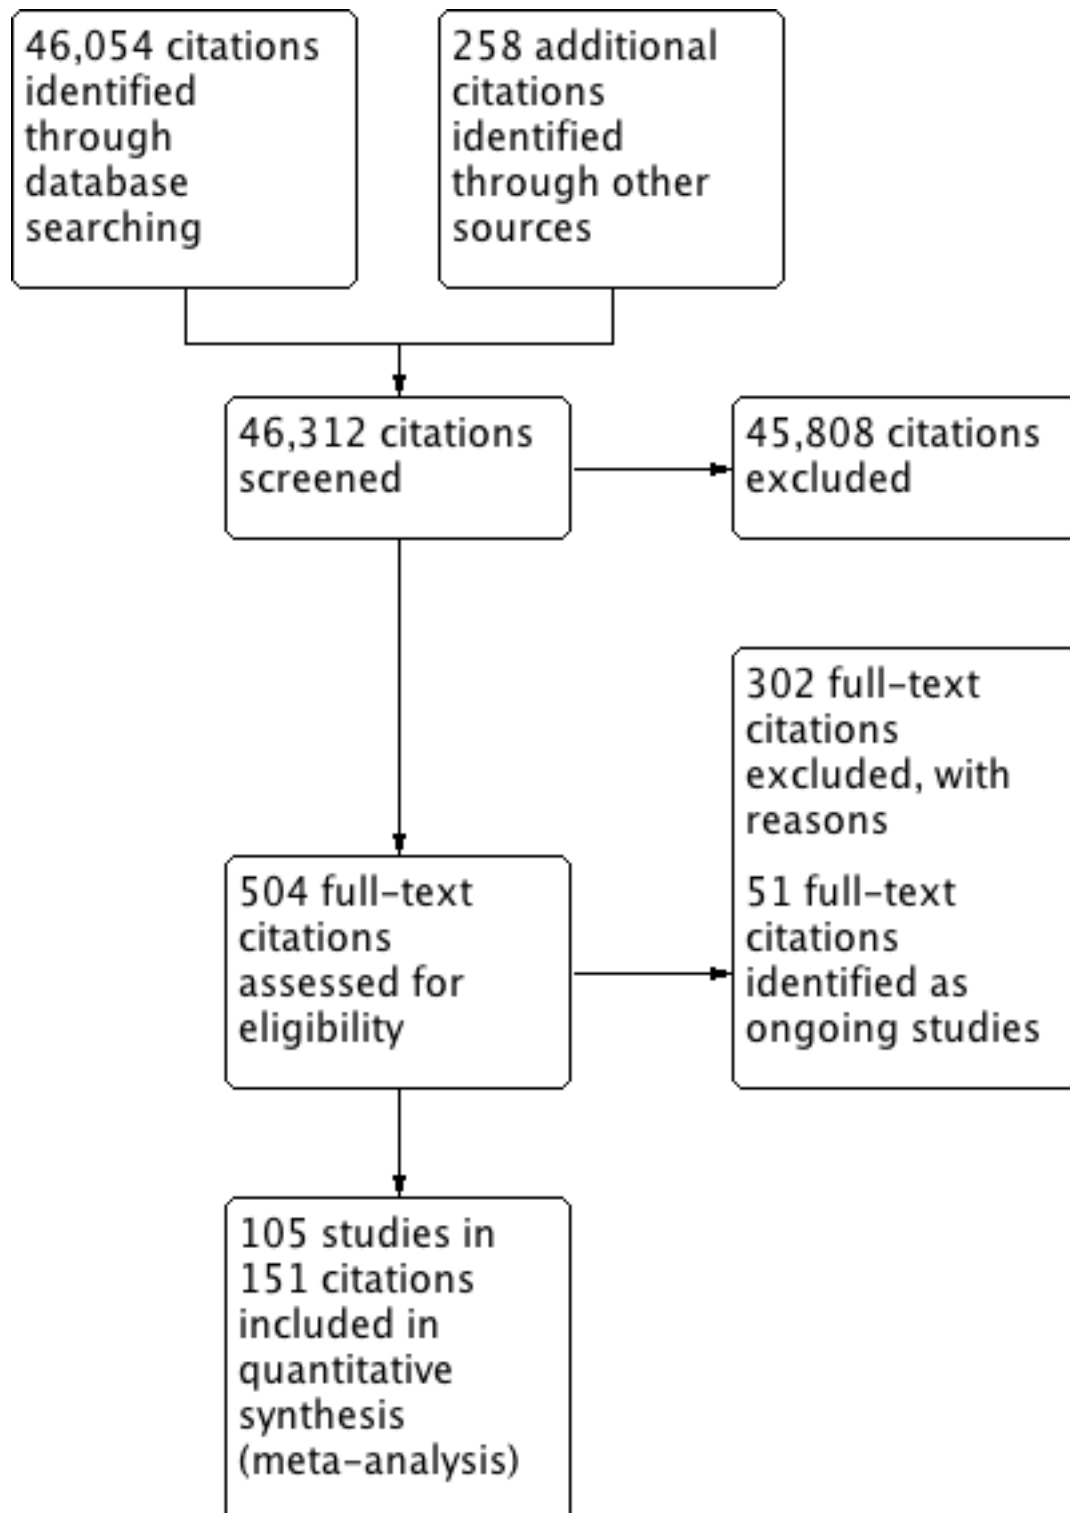 46,054 citations
identified
through
database
searching
258 additional
citations
identified
through other
sources
46,312 citations
screened
45,808 citations
excluded
302 full-text
citations
excluded, with
reasons
51 full-text
citations
identified as
ongoing studies
504 full-text
citations
assessed for
eligibility
105 studies in
151 citations
included in
quantitative
synthesis
(meta-analysis)